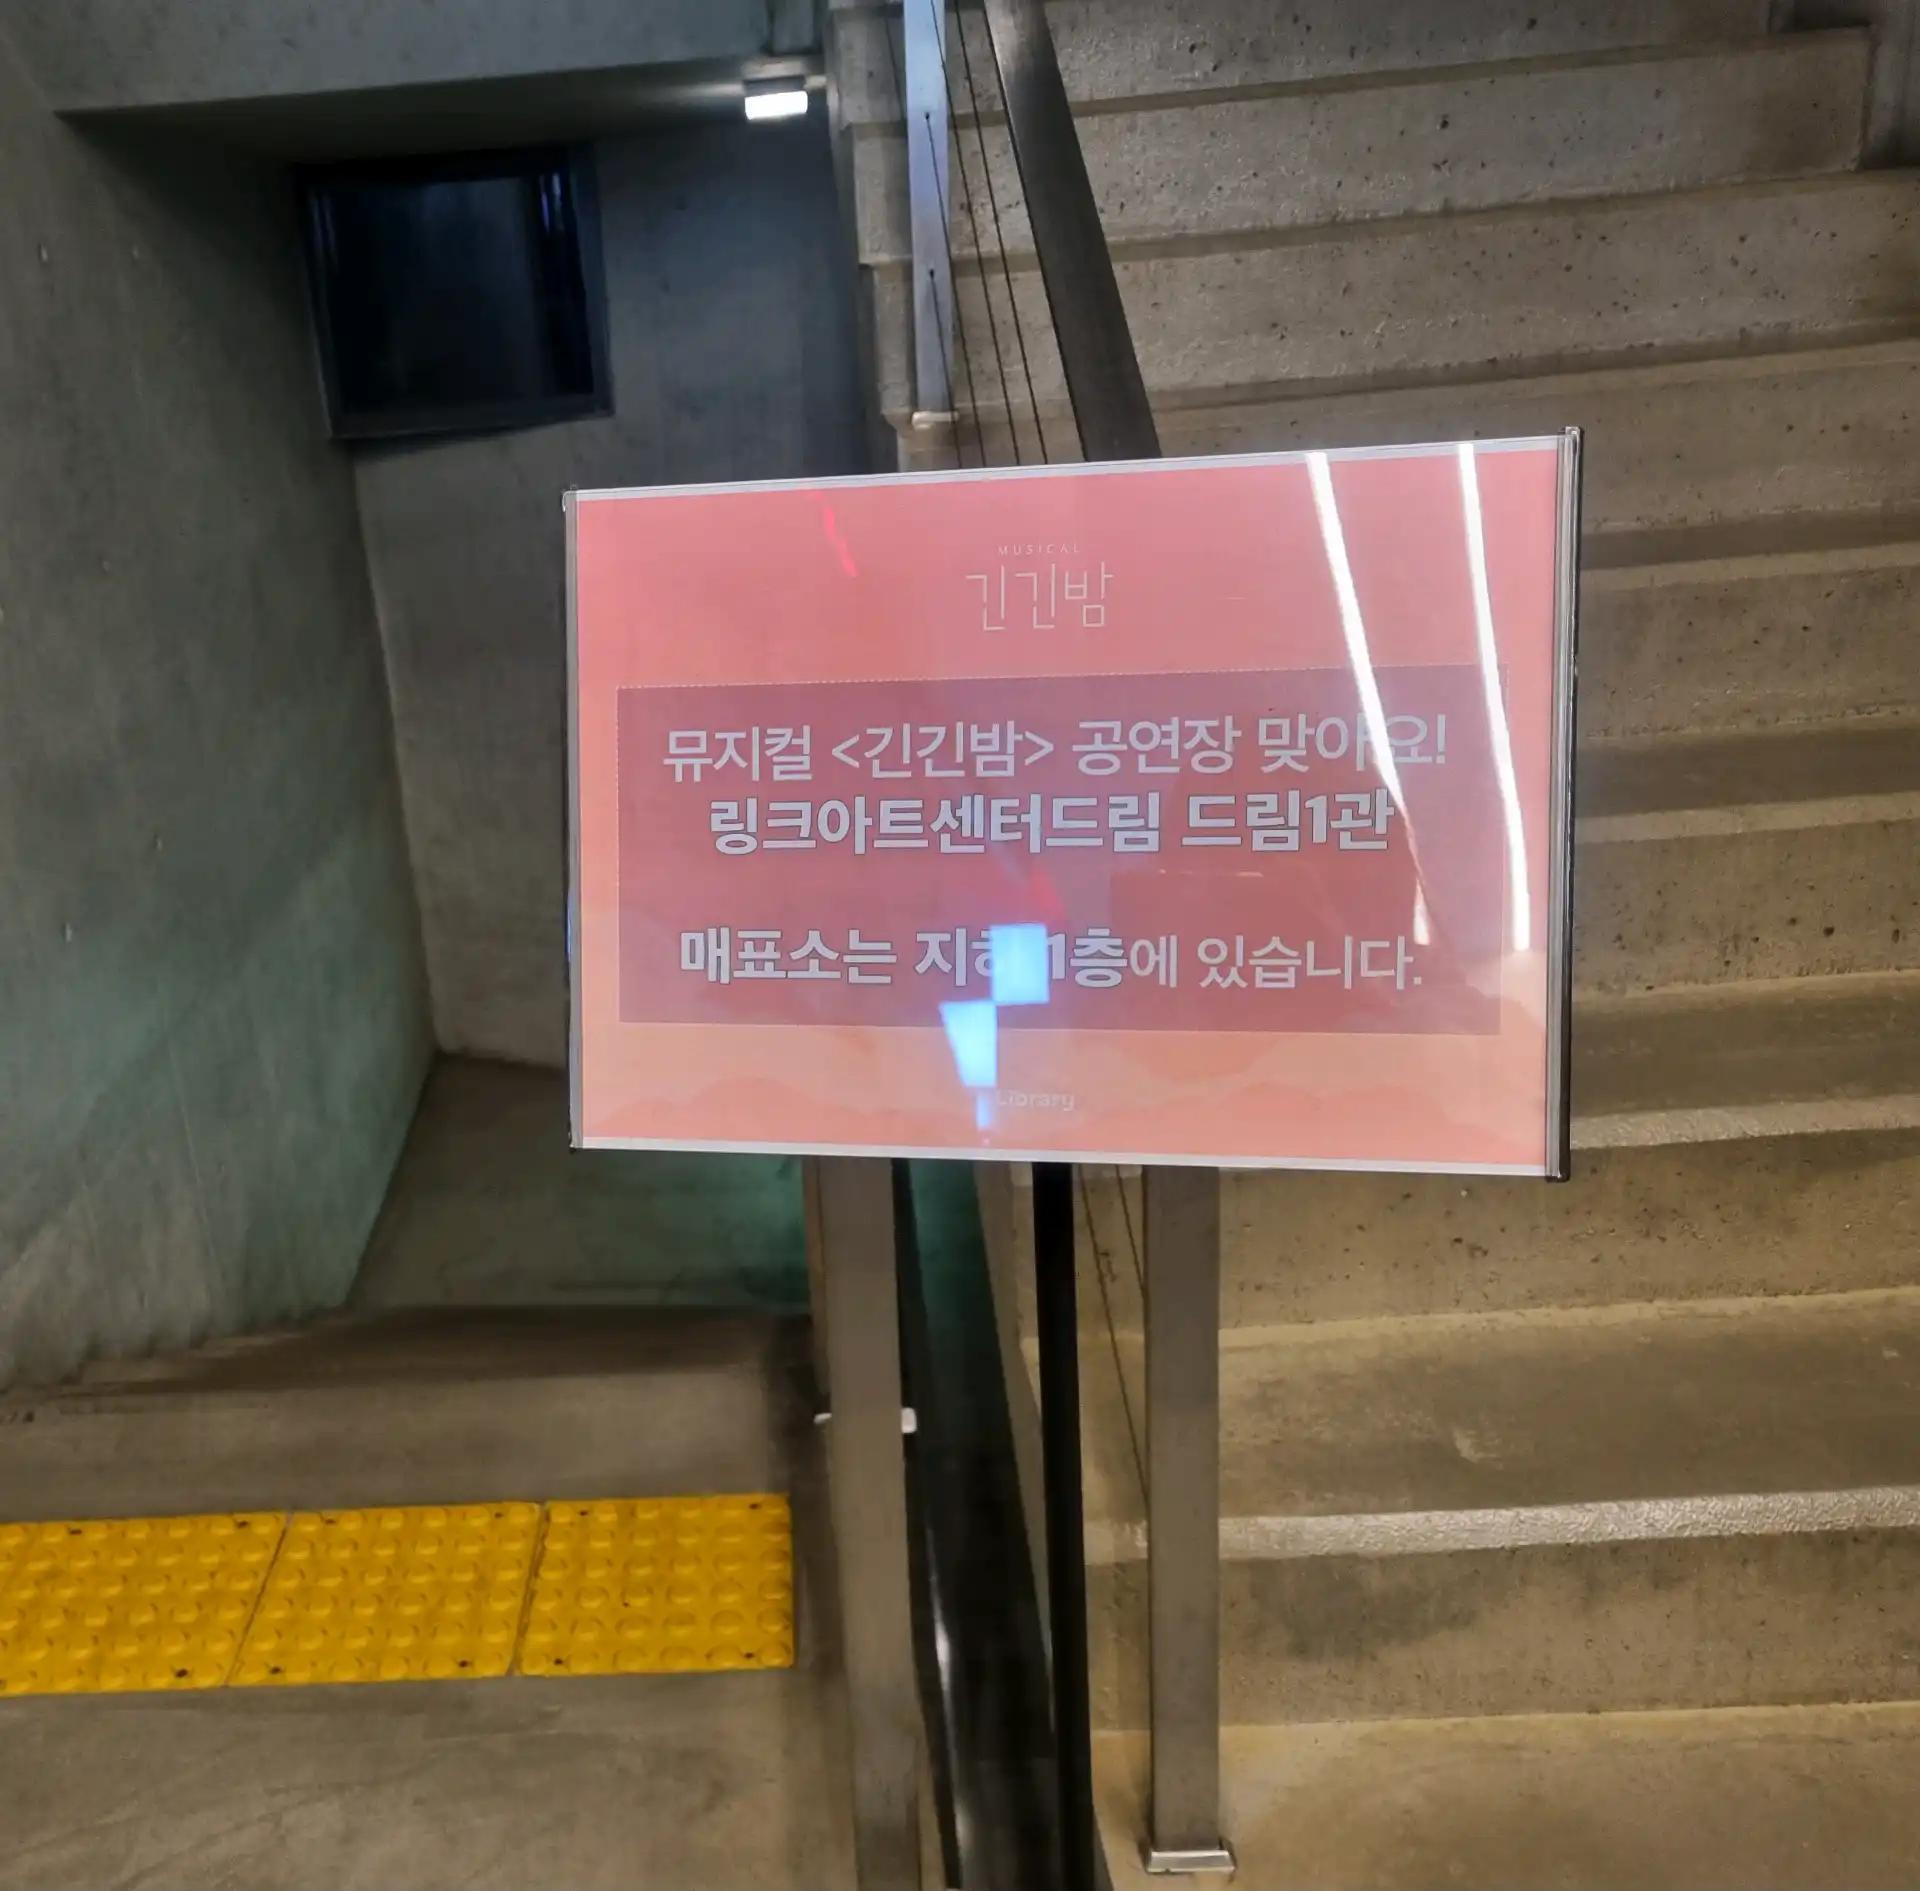 MUSICAL
긴긴밤
뮤지컬 <긴긴밤> 공연장 맞아요!
링크아트센터드림 드림1관
매표소는 지하 1층에 있습니다.
Library